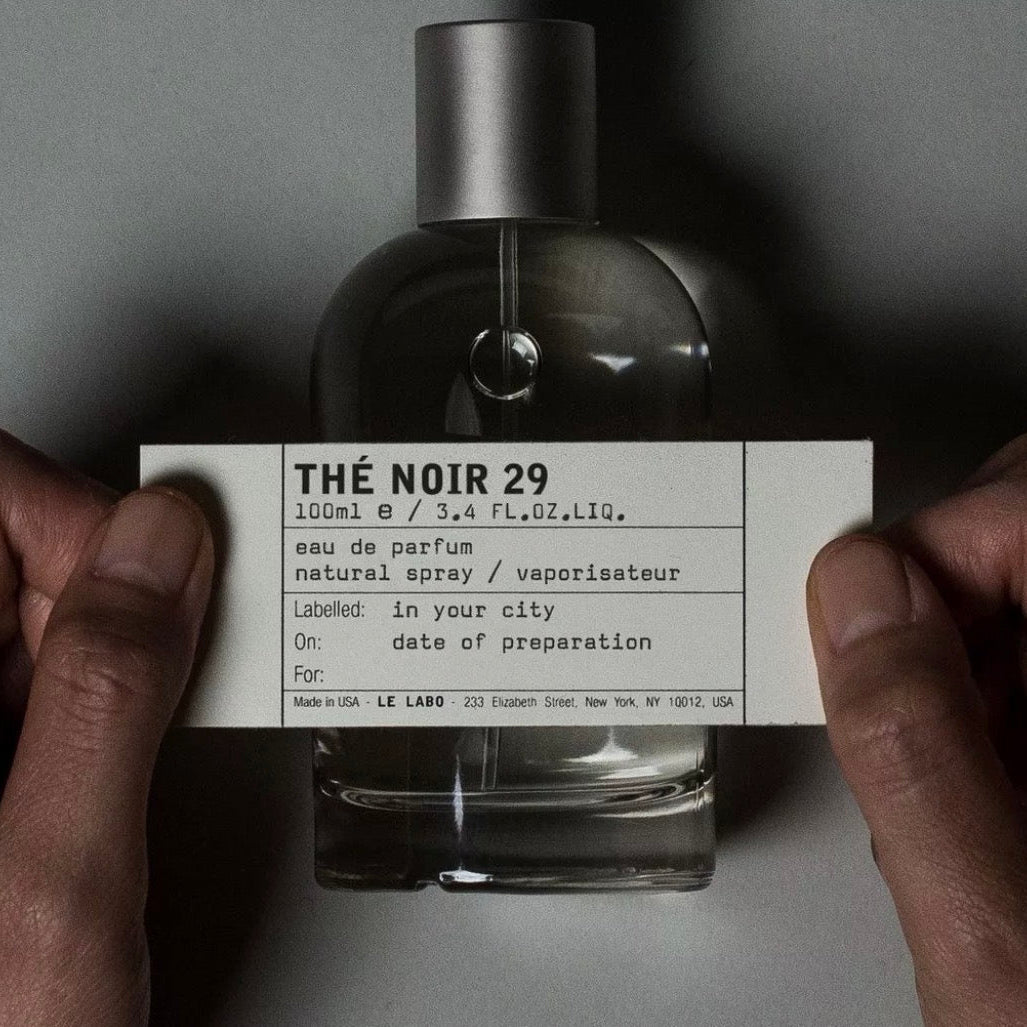 THÉ NOIR 29
100ml e / 3.4 FL.OZ.LIQ.
eau de parfum
natural spray / vaporisateur
Labelled: in your city
On: date of preparation
For:
Made in USA - LE LABO - 233 Elizabeth Street, New York, NY 10012, USA